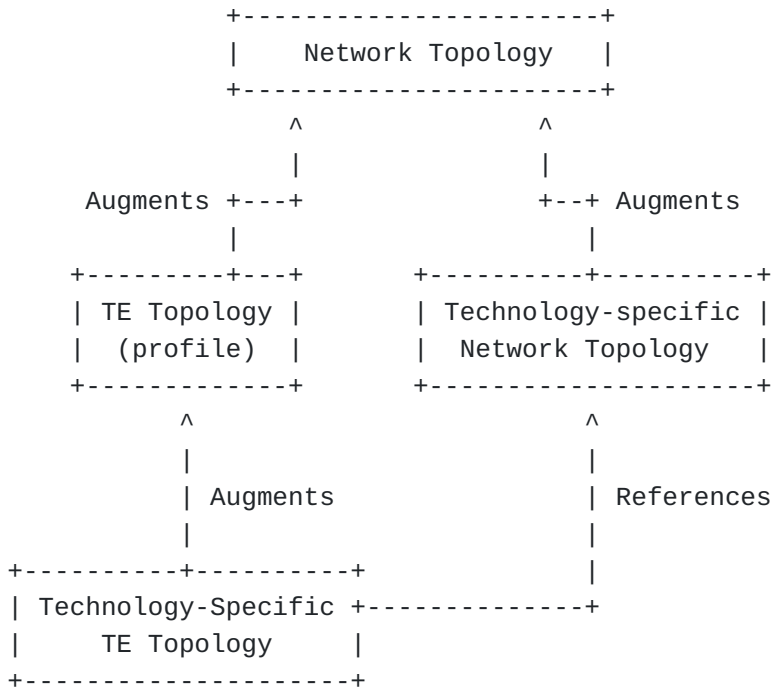 Network Topology
Augments Augments
TE Topology Technology-specific
(profile) Network Topology
Augments References
Technology-Specific
TE Topology